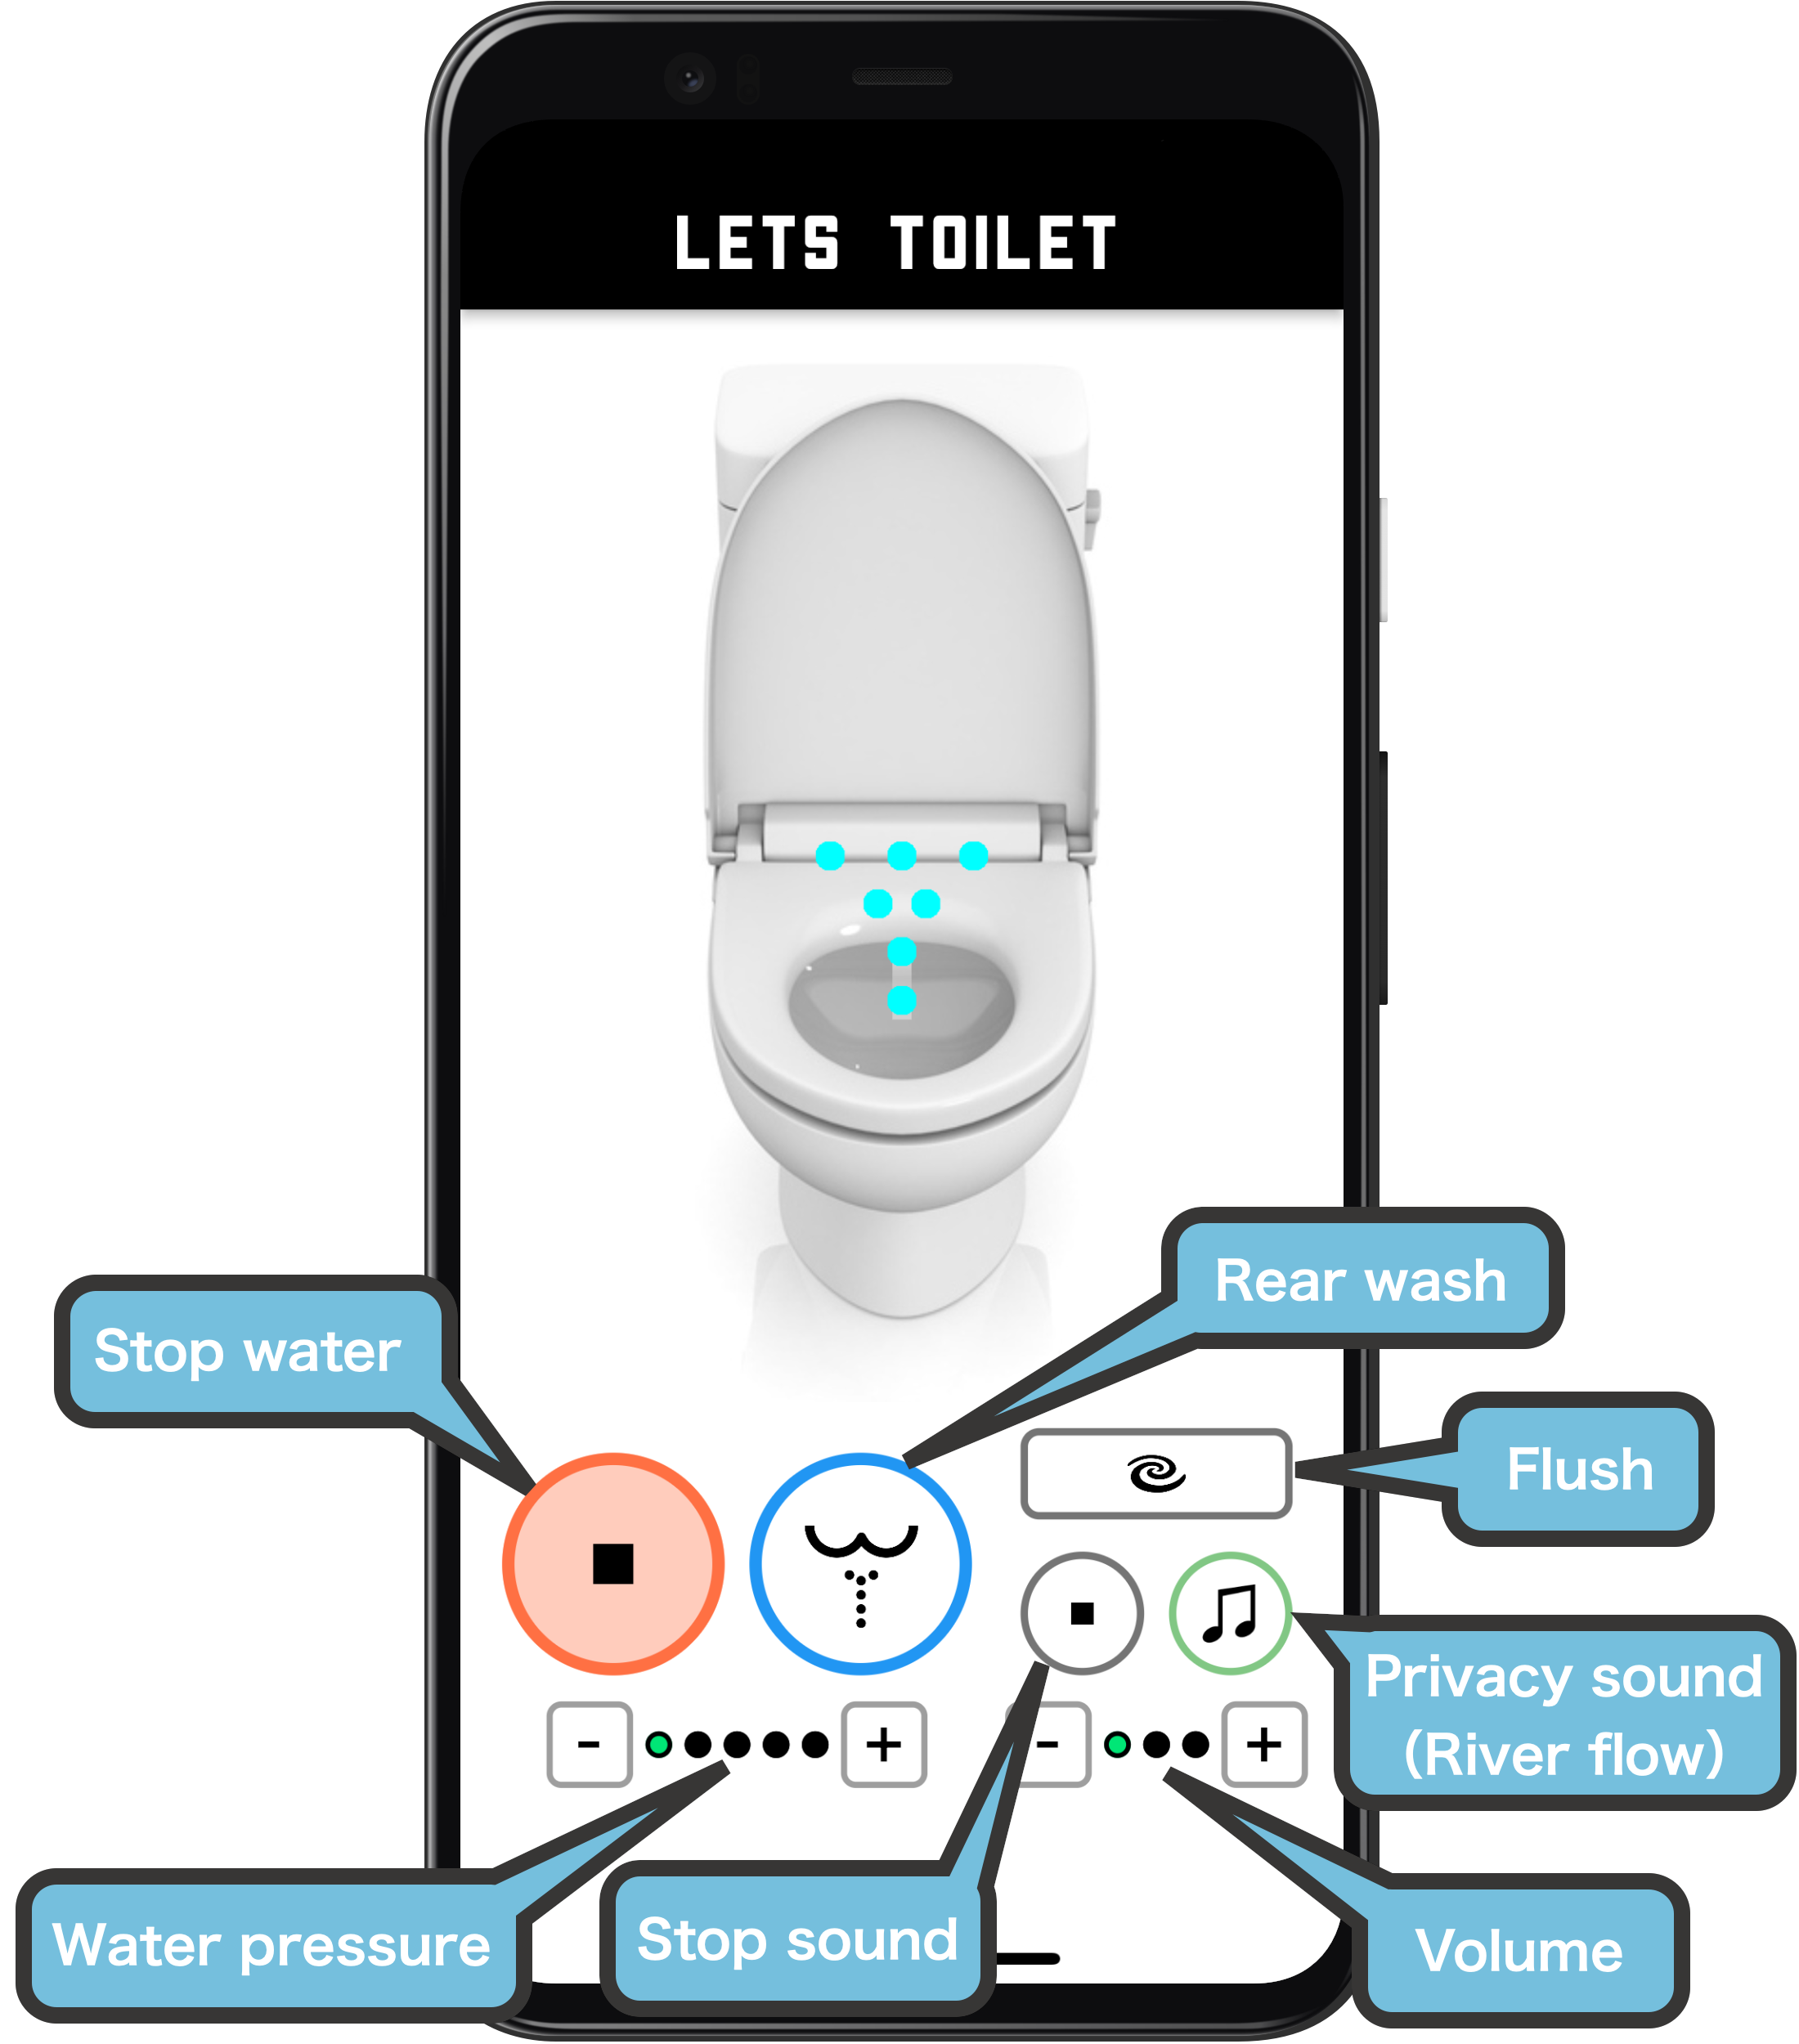 LETS TOILET
Rear wash
Stop water
Flush
Privacy sound
(River flow)
- +
- +
Water pressure
Stop sound
Volume